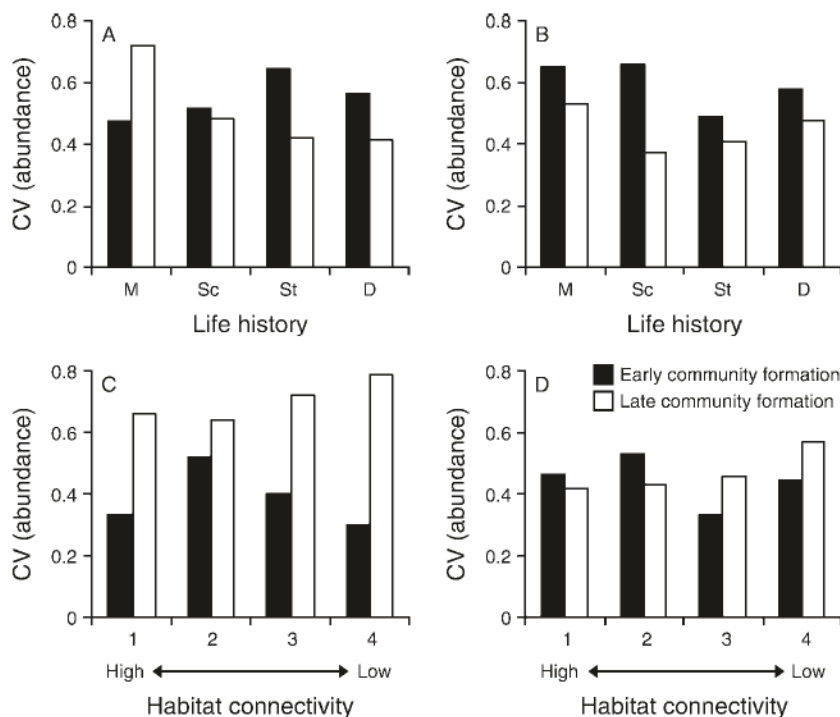 A
0.8
0.6
0.4
0.2
0
CV (abundance)
M Sc St D
Life history
B
0.8
0.6
0.4
0.2
0
CV (abundance)
M Sc St D
Life history
C
0.8
0.6
0.4
0.2
0
CV (abundance)
1 2 3 4
High Low
Habitat connectivity
D
0.8
0.6
0.4
0.2
0
CV (abundance)
Early community formation
Late community formation
1 2 3 4
High Low
Habitat connectivity